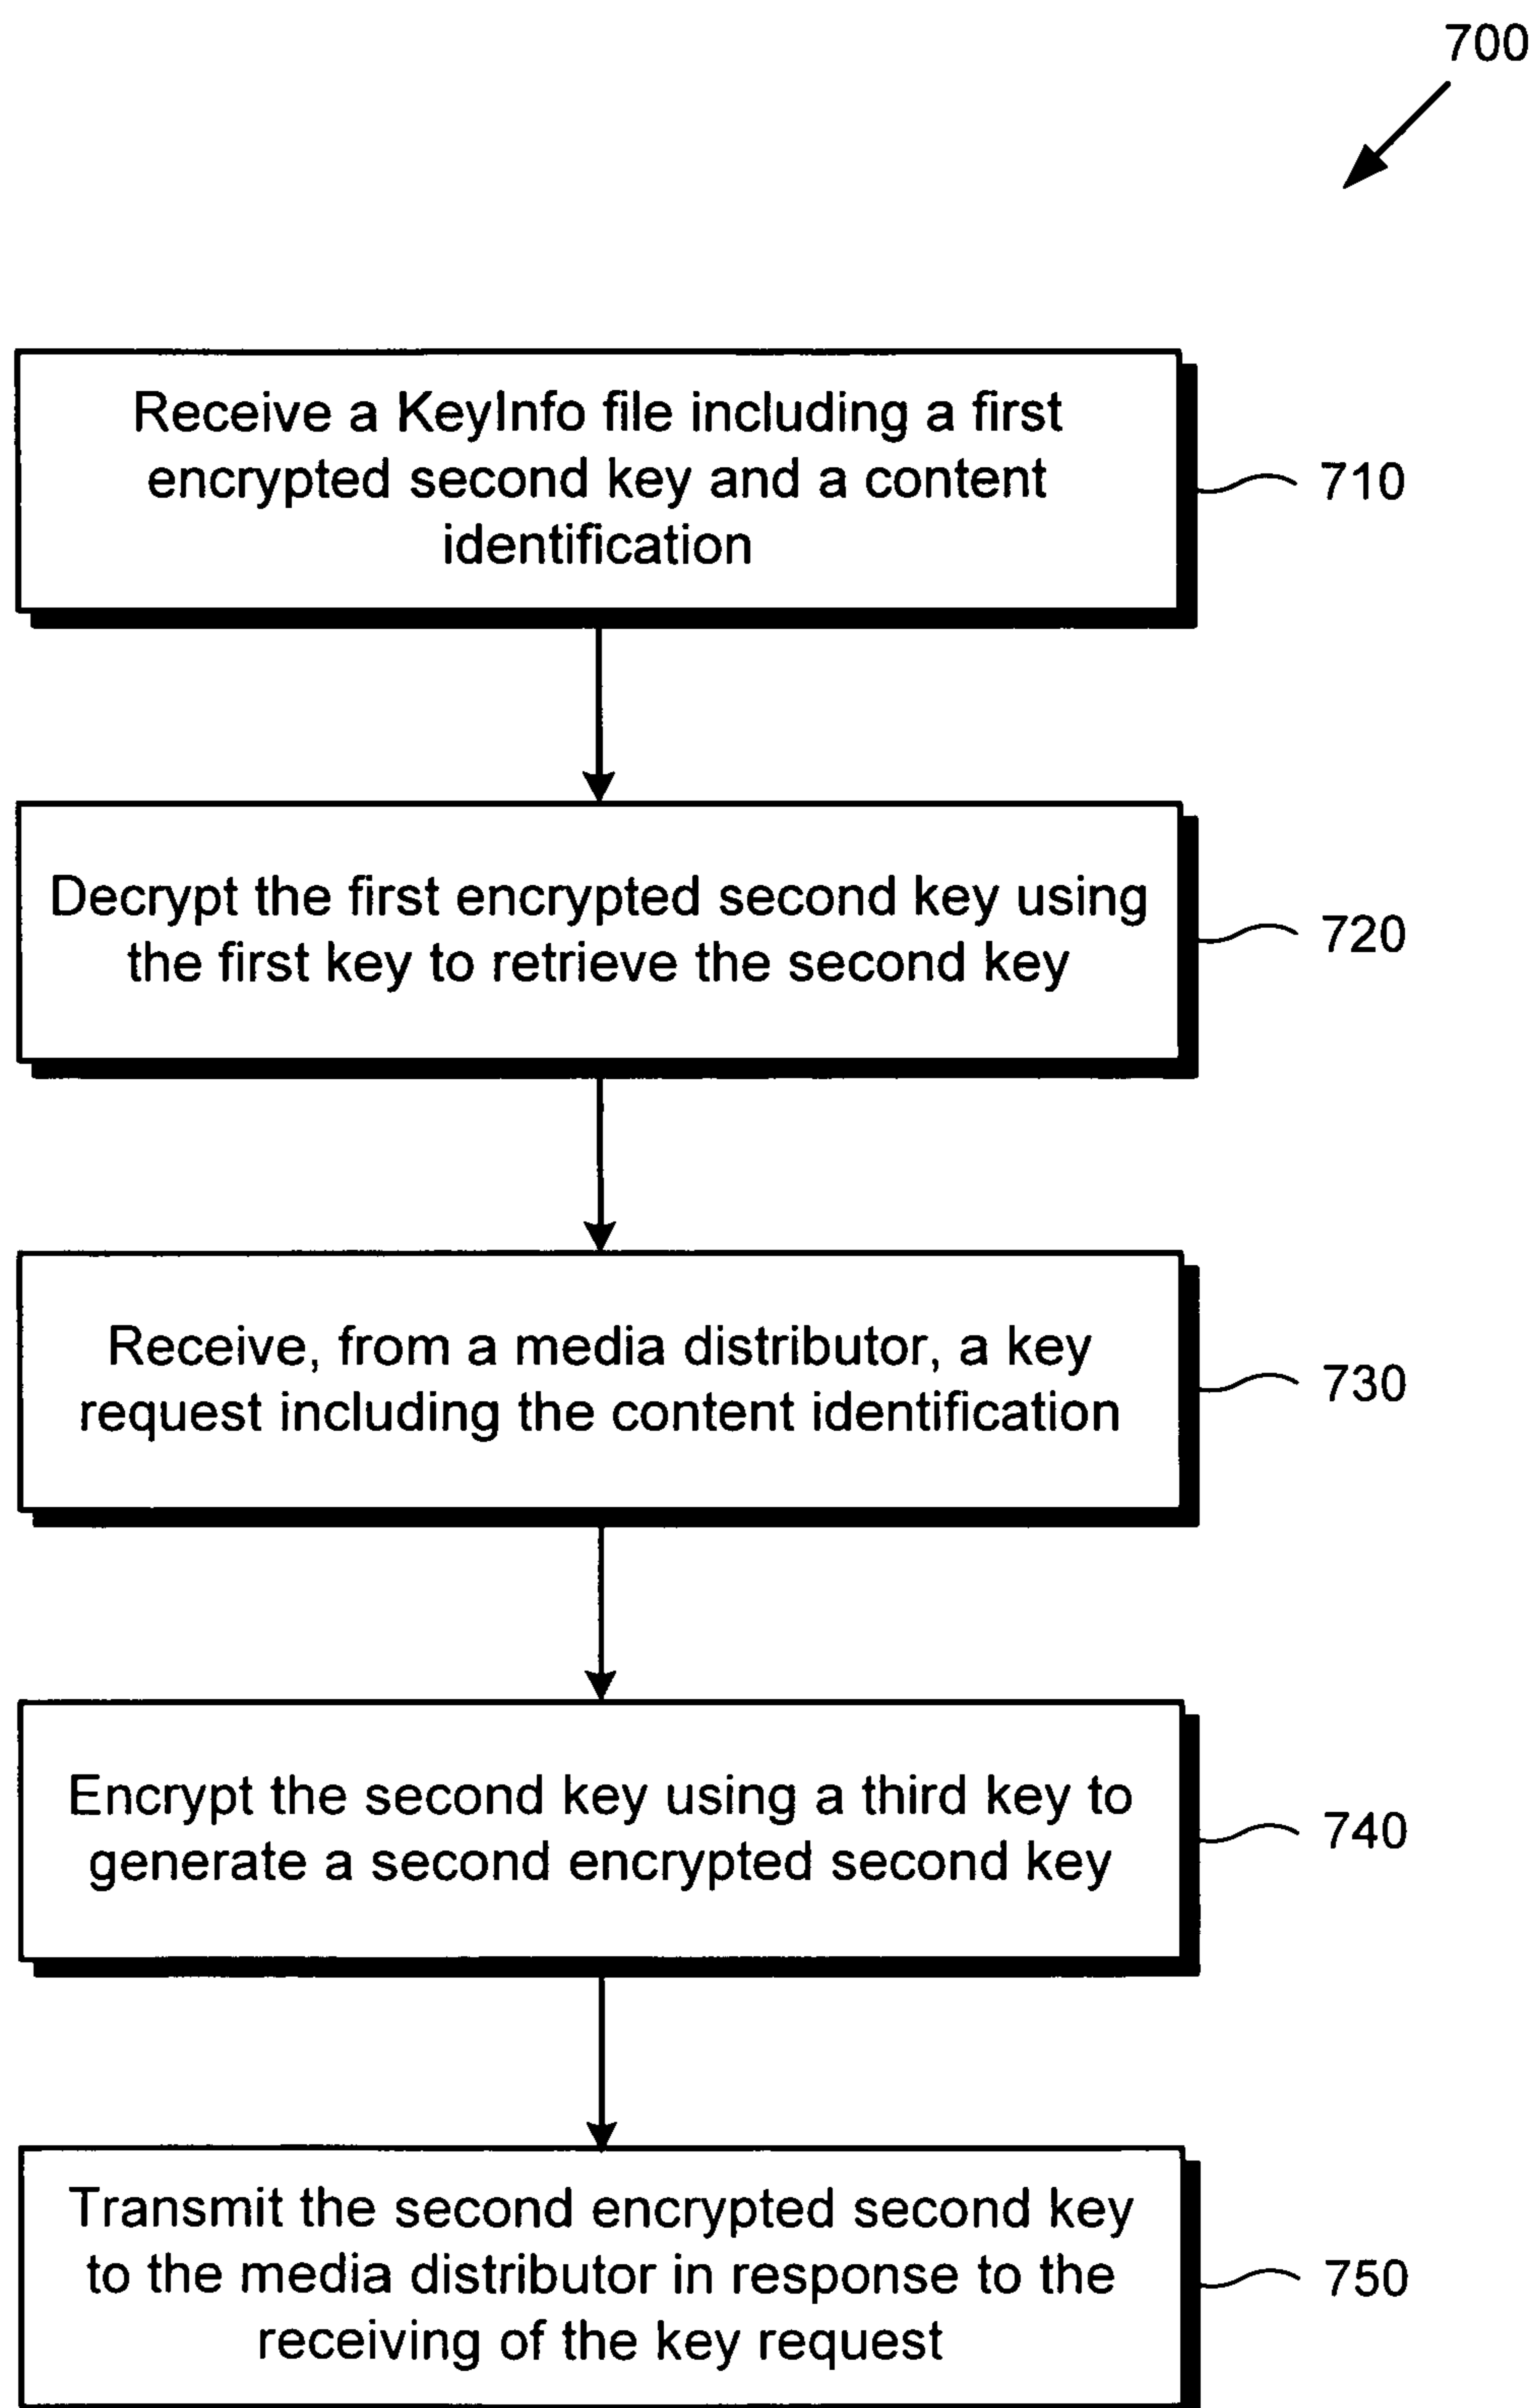 700
Receive a KeyInfo file including a first
encrypted second key and a content
identification
710
Decrypt the first encrypted second key using
the first key to retrieve the second key
720
Receive, from a media distributor, a key
request including the content identification
730
Encrypt the second key using a third key to
generate a second encrypted second key
740
Transmit the second encrypted second key
to the media distributor in response to the
receiving of the key request
750